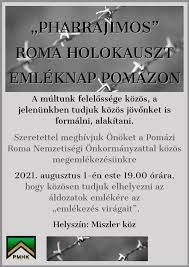 „PHARRAJIMOS”
ROMA HOLOKAUSZT
EMLÉKNAP POMÁZON
A múltunk felelőssége közös, a
jelenünkben tudjuk közös jövőnket is
formálni, alakítani.
Szeretettel meghívjuk Önöket a Pomázi
Roma Nemzetiségi Önkormányzattal közös
megemlékezésünkre
2021. augusztus 1-én este 19.00 órára,
hogy közösen tudjuk elhelyezni az
áldozatok emlékére az
„emlékezés virágait”.
Helyszín: Miszler köz
PMHK